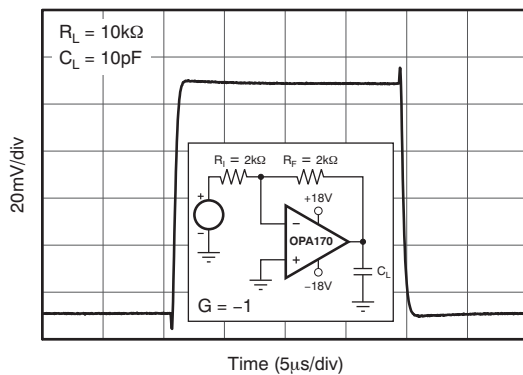 R_L = 10kΩ
C_L = 10pF
20mV/div
R_I = 2kΩ
R_F = 2kΩ
+
−
+18V
−
OPA170
+
−18V
C_L
G = −1
Time (5μs/div)